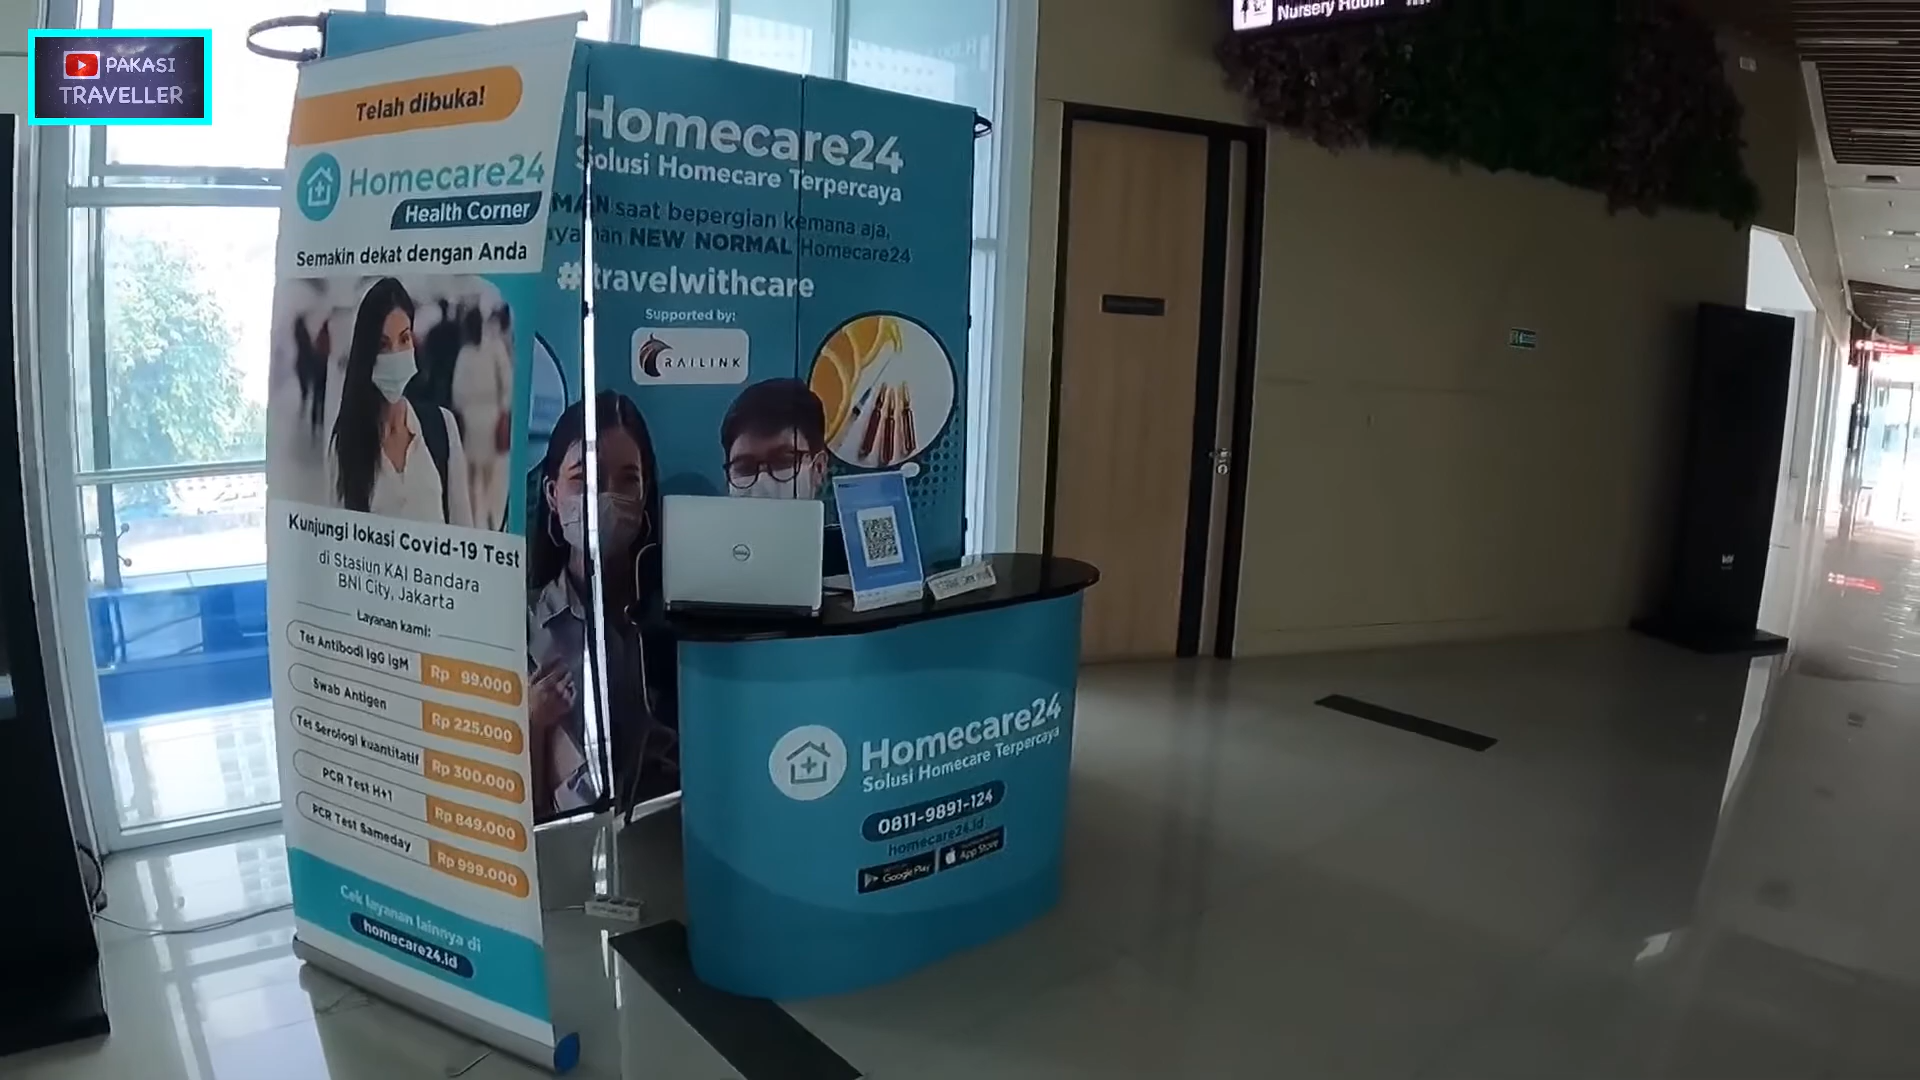 PAKASI
TRAVELLER
Nursery Room
Telah dibuka!
Homecare24
Health Corner
Semakin dekat dengan Anda
Kunjungi lokasi Covid-19 Test
di Stasiun KAI Bandara
BNI City, Jakarta
Layanan kami:
Tes Antibodi IgG IgM Rp 99.000
Swab Antigen Rp 225.000
Tes Serologi kuantitatif Rp 300.000
PCR Test H+1 Rp 849.000
PCR Test Sameday Rp 999.000
Cek layanan lainnya di
homecare24.id
Homecare24
Solusi Homecare Terpercaya
saat bepergian kemana aja,
NEW NORMAL Homecare24
#travelwithcare
Supported by:
RAILINK
DELL
Homecare24
Solusi Homecare Terpercaya
0811-9891-124
homecare24.id
Google Play
App Store